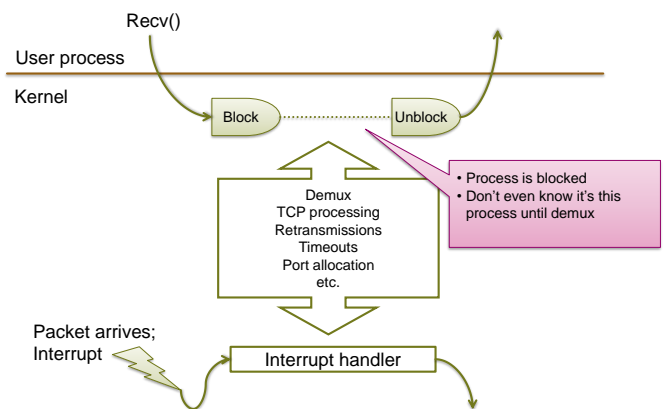 Recv()
User process
Kernel
Block
Unblock
• Process is blocked
• Don't even know it's this
process until demux
Demux
TCP processing
Retransmissions
Timeouts
Port allocation
etc.
Packet arrives;
Interrupt
Interrupt handler